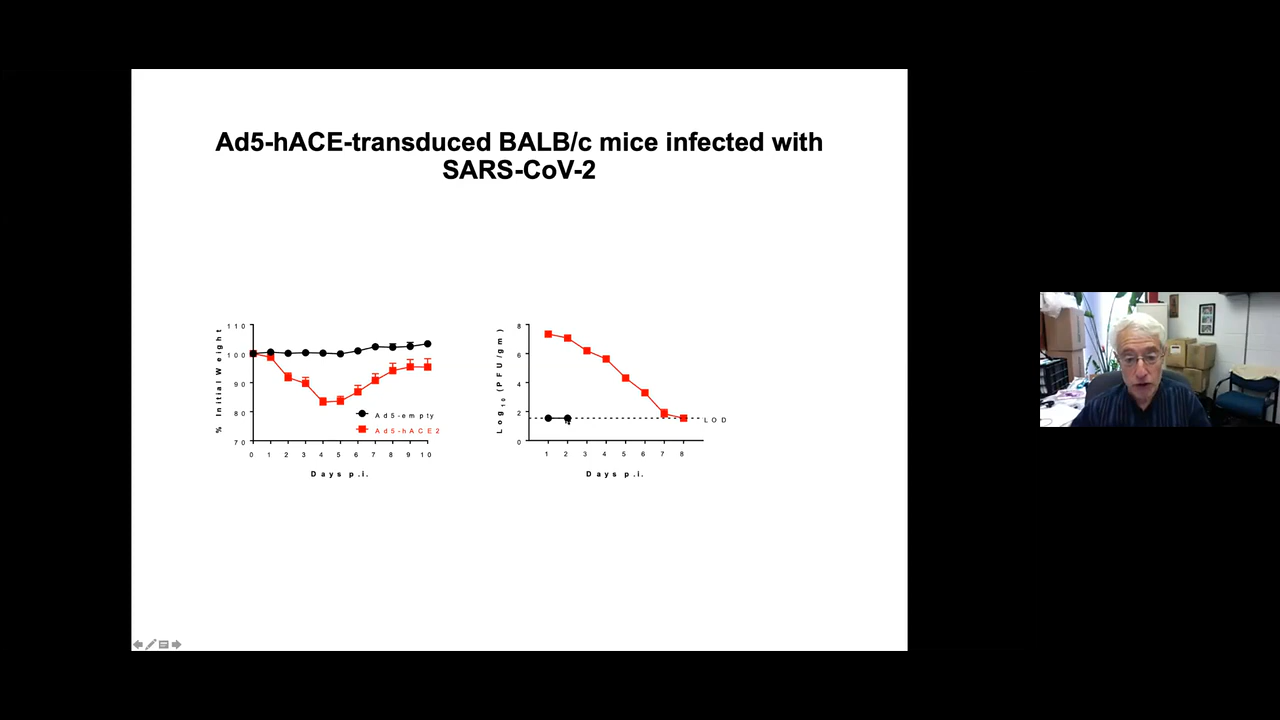 Ad5-hACE-transduced BALB/c mice infected with
SARS-CoV-2
% Initial Weight
110
100
90
80
70
Ad5-empty
Ad5-hACE2
0 1 2 3 4 5 6 7 8 9 10
Days p.i.
Log10 (PFU/gm)
8
6
4
2
0
LOD
1 2 3 4 5 6 7 8
Days p.i.